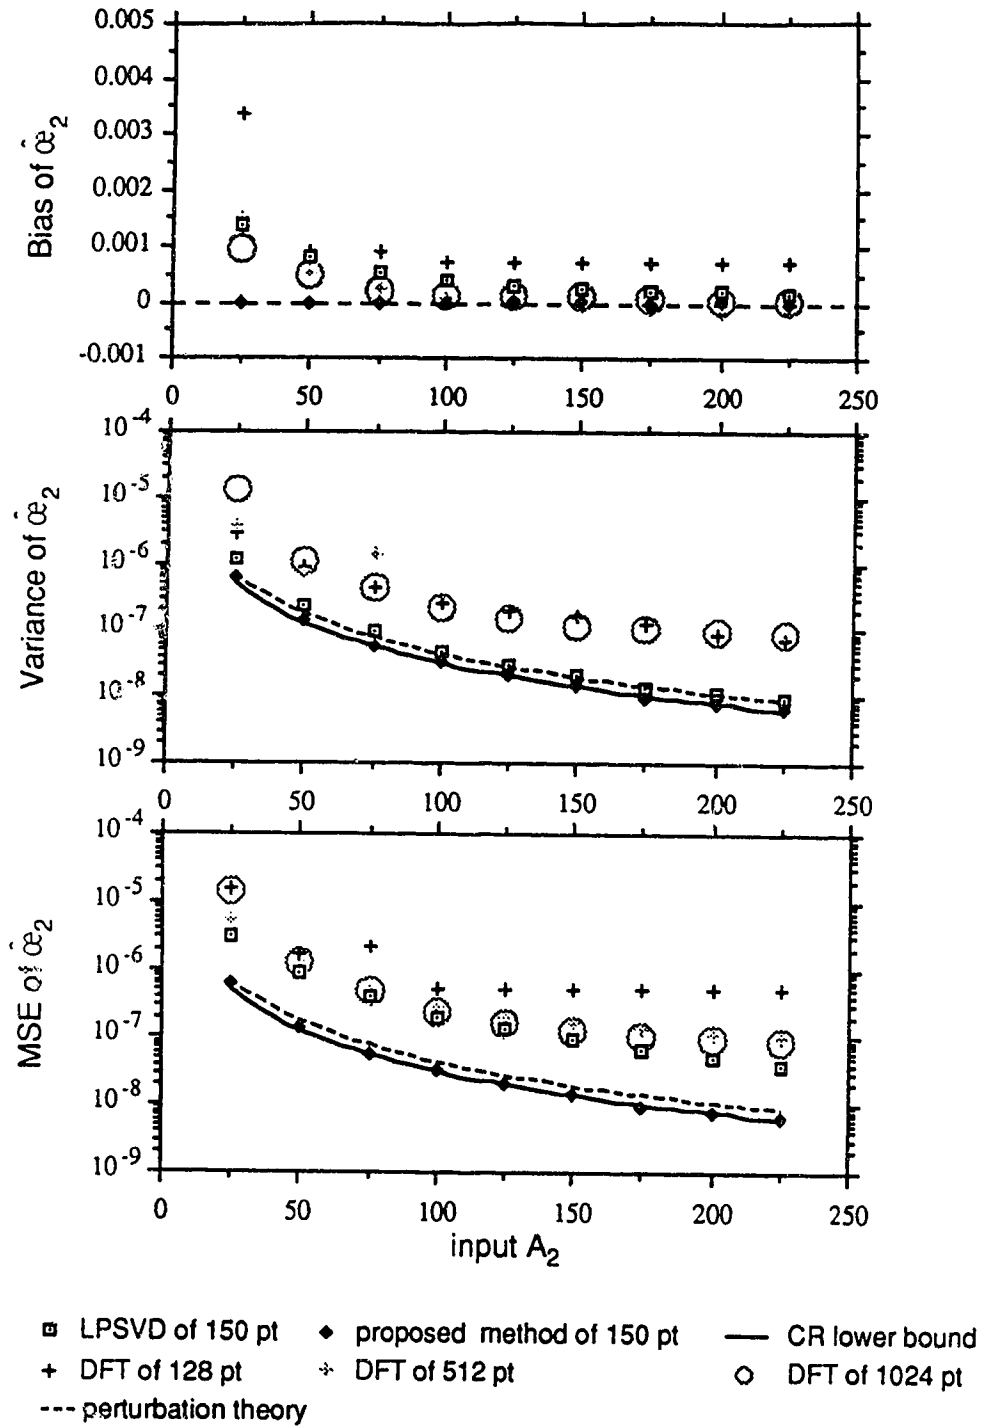 0.005
0.004
0.003
0.002
0.001
0
-0.001
Bias of œ̂2
0 50 100 150 200 250
10-4
10-5
10-6
10-7
10-8
10-9
Variance of œ̂2
0 50 100 150 200 250
10-4
10-5
10-6
10-7
10-8
10-9
MSE of œ̂2
0 50 100 150 200 250
input A2
LPSVD of 150 pt
proposed method of 150 pt
CR lower bound
DFT of 128 pt
DFT of 512 pt
DFT of 1024 pt
perturbation theory